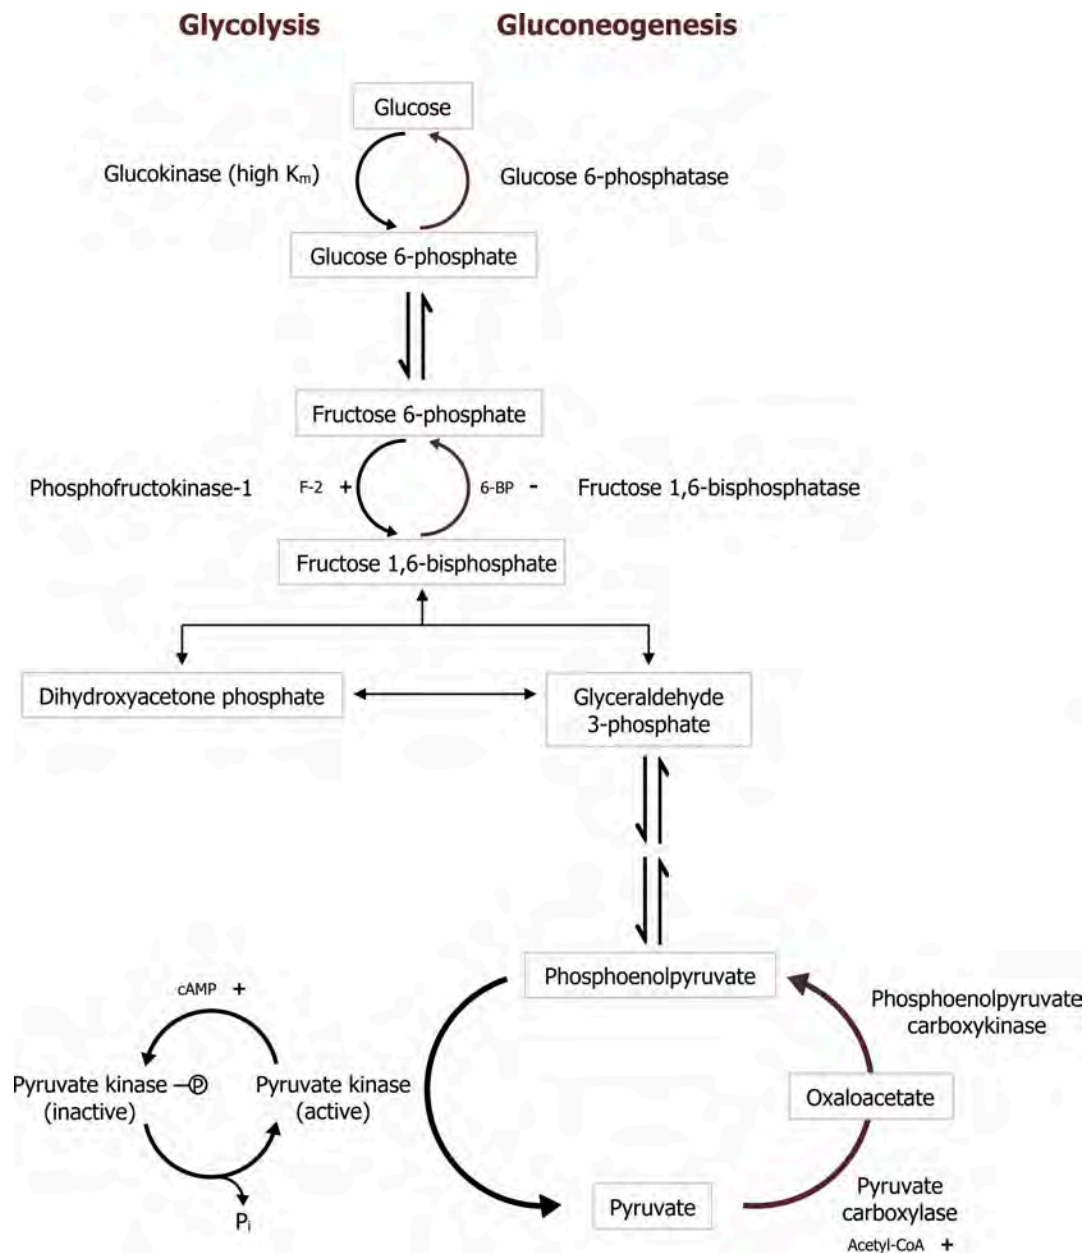 Glycolysis
Gluconeogenesis
Glucose
Glucokinase (high Km)
Glucose 6-phosphatase
Glucose 6-phosphate
Fructose 6-phosphate
Phosphofructokinase-1
F-2 +
6-BP -
Fructose 1,6-bisphosphatase
Fructose 1,6-bisphosphate
Dihydroxyacetone phosphate
Glyceraldehyde
3-phosphate
Phosphoenolpyruvate
cAMP +
Phosphoenolpyruvate
carboxykinase
Pyruvate kinase
(inactive)
P
Pyruvate kinase
(active)
Oxaloacetate
Pi
Pyruvate
Pyruvate
carboxylase
Acetyl-CoA +